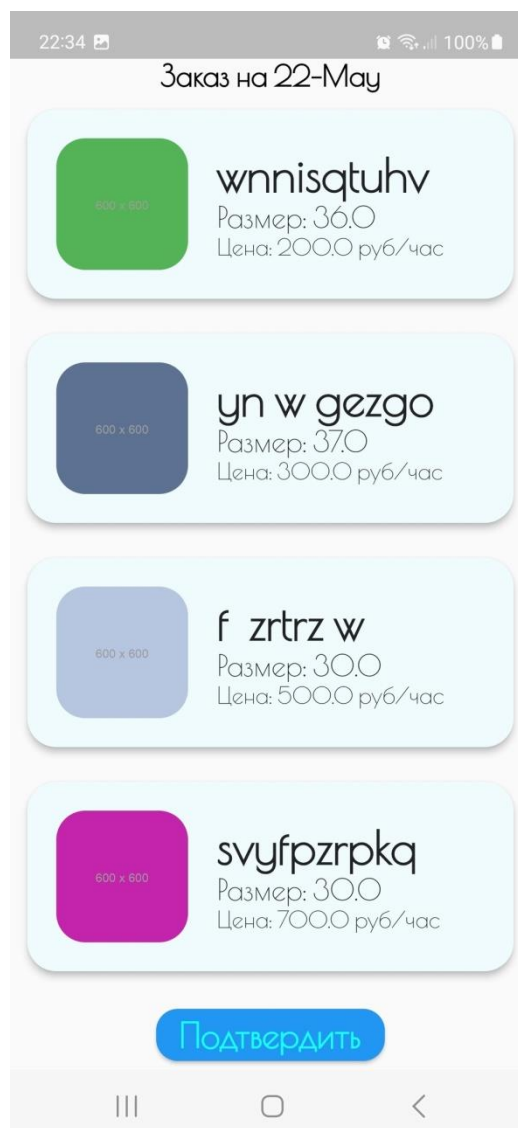 22:34 100%
Заказ на 22-May
600 x 600
wnnisqtuhv
Размер: 36.0
Цена: 200.0 руб/час
600 x 600
yn w gezgo
Размер: 37.0
Цена: 300.0 руб/час
600 x 600
f zrtrz w
Размер: 30.0
Цена: 500.0 руб/час
600 x 600
svyfpzrpkq
Размер: 30.0
Цена: 700.0 руб/час
Подтвердить